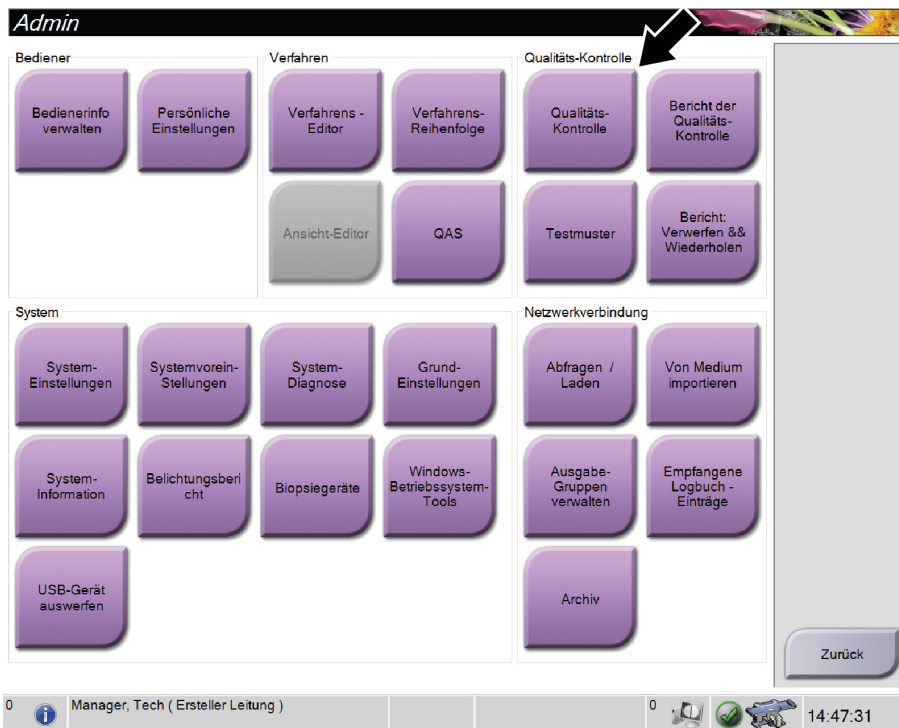 Admin
Bediener
Bedienerinfo
verwalten
Persönliche
Einstellungen
Verfahren
Verfahrens -
Editor
Verfahrens-
Reihenfolge
Ansicht-Editor
QAS
Qualitäts-Kontrolle
Qualitäts-
Kontrolle
Bericht der
Qualitäts-
Kontrolle
Testmuster
Bericht:
Verwerfen &&
Wiederholen
System
System-
Einstellungen
Systemvorein-
Stellungen
System-
Diagnose
Grund-
Einstellungen
System-
Information
Belichtungsberi
cht
Biopsiegeräte
Windows-
Betriebssystem-
Tools
USB-Gerät
auswerfen
Netzwerkverbindung
Abfragen /
Laden
Von Medium
importieren
Ausgabe-
Gruppen
verwalten
Empfangene
Logbuch -
Einträge
Archiv
Zurück
0
Manager, Tech ( Ersteller Leitung )
0
14:47:31